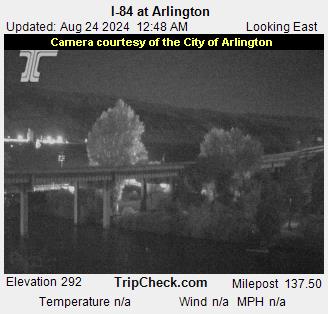 I-84 at Arlington
Updated: Aug 24 2024 12:48 AM Looking East
Camera courtesy of the City of Arlington
Elevation 292 TripCheck.com Milepost 137.50
Temperature n/a Wind n/a MPH n/a